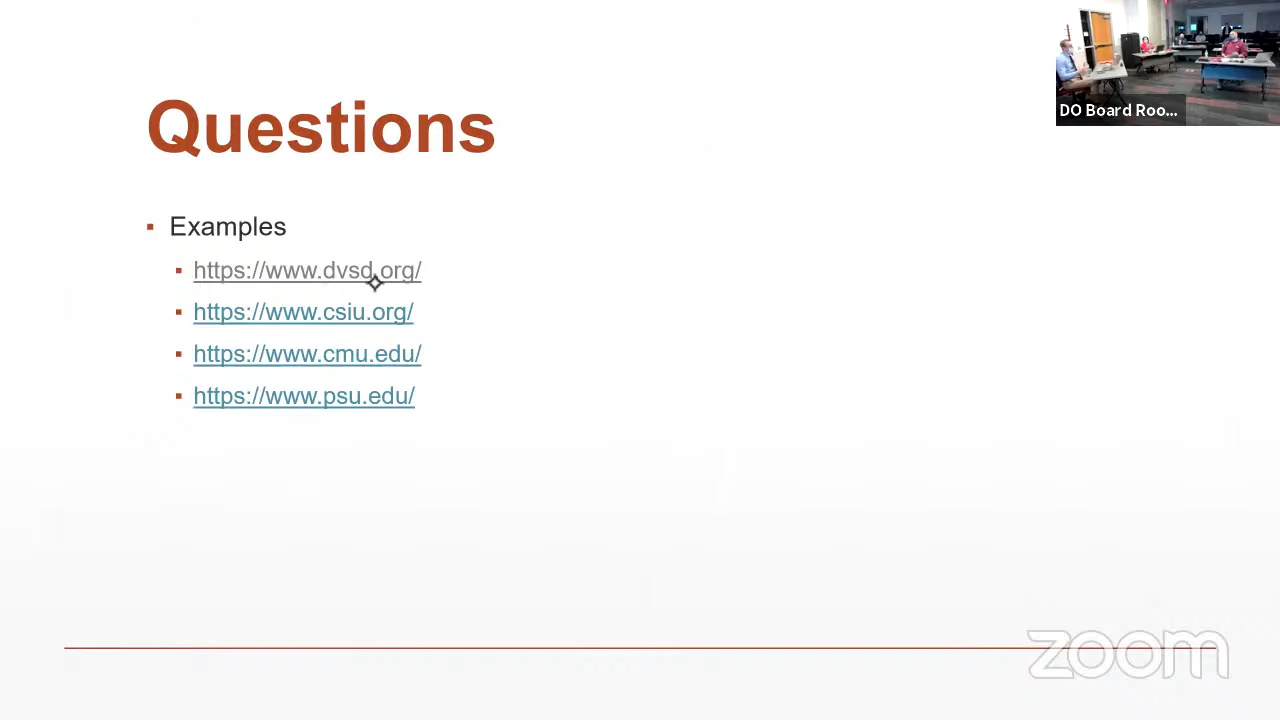 DO Board Roo...
Questions
Examples
https://www.dvsd.org/
https://www.csiu.org/
https://www.cmu.edu/
https://www.psu.edu/
zoom